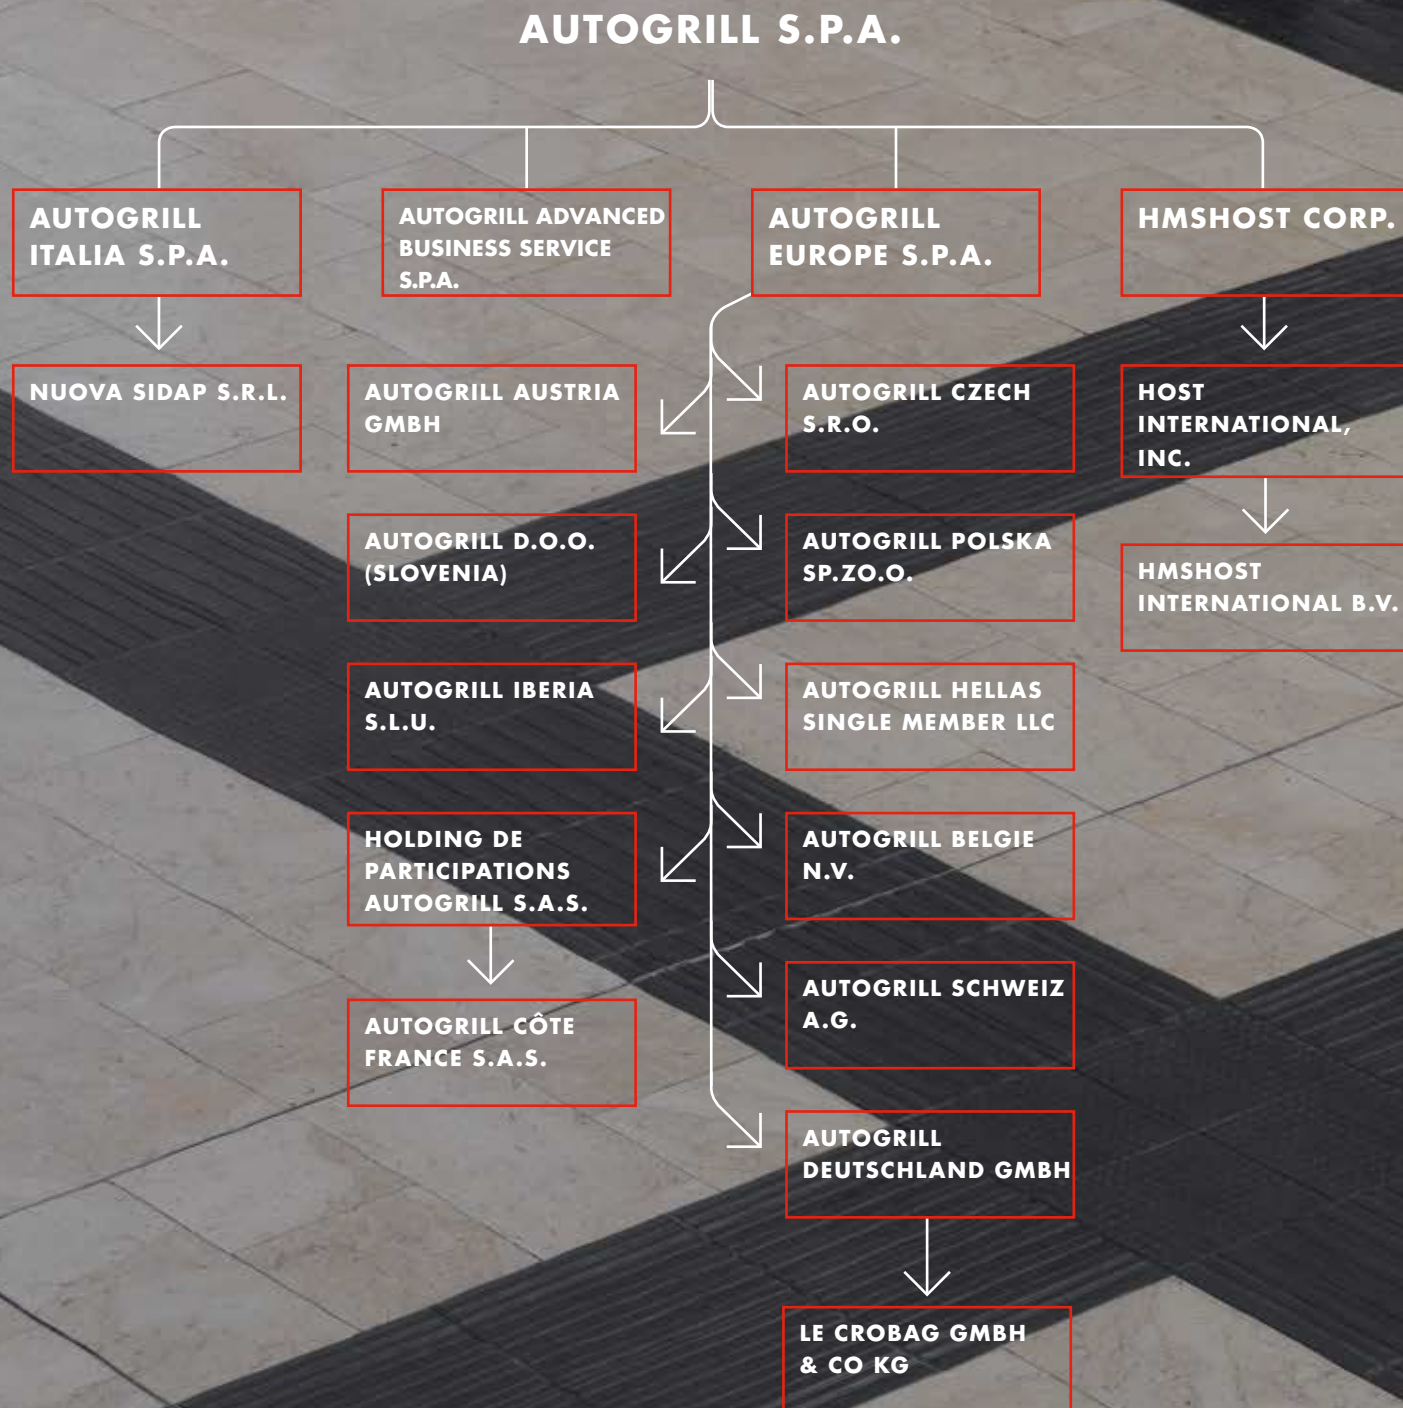 AUTOGRILL S.P.A.
AUTOGRILL
ITALIA S.P.A.
AUTOGRILL ADVANCED
BUSINESS SERVICE
S.P.A.
AUTOGRILL
EUROPE S.P.A.
HMSHOST CORP.
NUOVA SIDAP S.R.L.
AUTOGRILL AUSTRIA
GMBH
AUTOGRILL CZECH
S.R.O.
HOST
INTERNATIONAL,
INC.
AUTOGRILL D.O.O.
(SLOVENIA)
AUTOGRILL POLSKA
SP.ZO.O.
HMSHOST
INTERNATIONAL B.V.
AUTOGRILL IBERIA
S.L.U.
AUTOGRILL HELLAS
SINGLE MEMBER LLC
HOLDING DE
PARTICIPATIONS
AUTOGRILL S.A.S.
AUTOGRILL BELGIE
N.V.
AUTOGRILL CÔTE
FRANCE S.A.S.
AUTOGRILL SCHWEIZ
A.G.
AUTOGRILL
DEUTSCHLAND GMBH
LE CROBAG GMBH
& CO KG